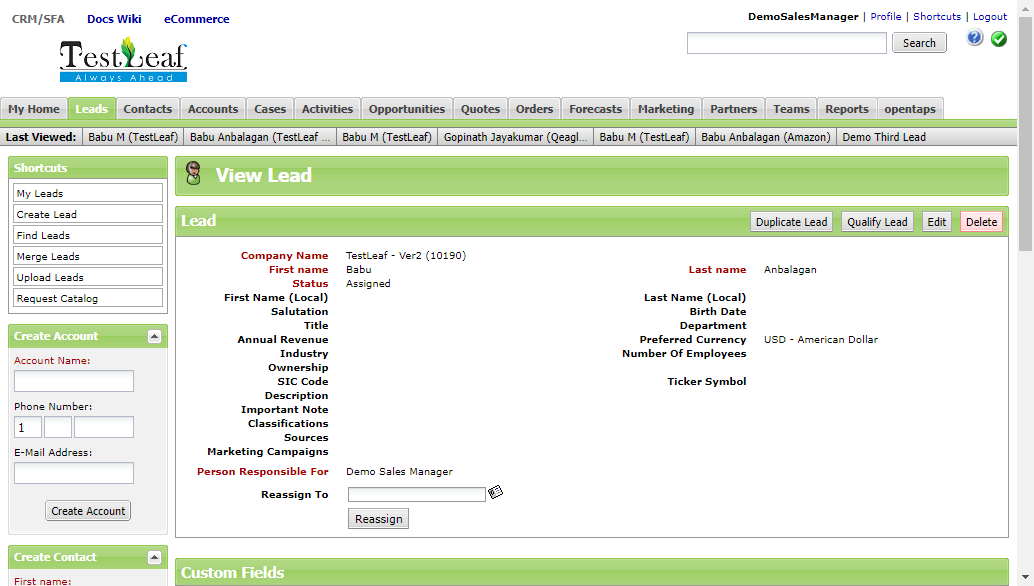 CRM/SFA Docs Wiki eCommerce
DemoSalesManager | Profile | Shortcuts | Logout
TestLeaf
Always Ahead
Search
?
My Home Leads Contacts Accounts Cases Activities Opportunities Quotes Orders Forecasts Marketing Partners Teams Reports opentaps
Last Viewed: Babu M (TestLeaf) Babu Anbalagan (TestLeaf ... Babu M (TestLeaf) Gopinath Jayakumar (Qeagl... Babu M (TestLeaf) Babu Anbalagan (Amazon) Demo Third Lead
Shortcuts
My Leads
Create Lead
Find Leads
Merge Leads
Upload Leads
Request Catalog
Create Account
Account Name:
Phone Number:
1
E-Mail Address:
Create Account
Create Contact
First name:
View Lead
Lead
Duplicate Lead Qualify Lead Edit Delete
Company Name TestLeaf - Ver2 (10190)
First name Babu Last name Anbalagan
Status Assigned
First Name (Local) Last Name (Local)
Salutation Birth Date
Title Department
Annual Revenue Preferred Currency USD - American Dollar
Industry Number Of Employees
Ownership
SIC Code Ticker Symbol
Description
Important Note
Classifications
Sources
Marketing Campaigns
Person Responsible For Demo Sales Manager
Reassign To
Reassign
Custom Fields